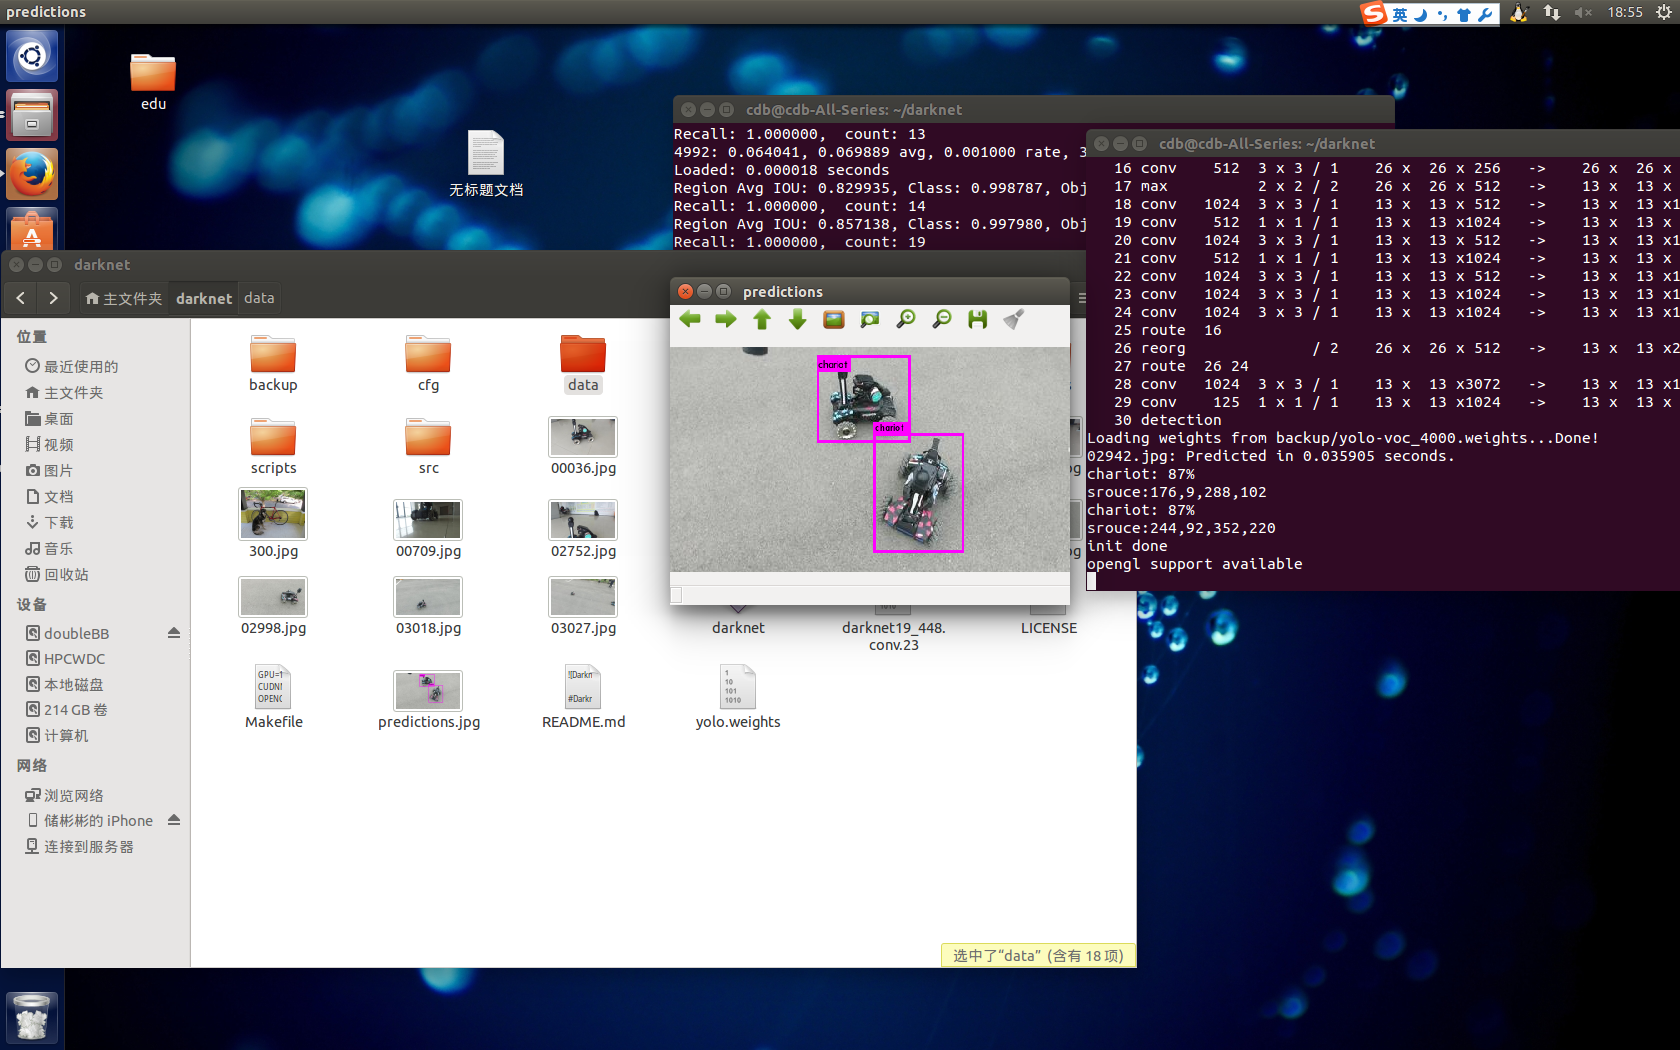 predictions
英
18:55
edu
无标题文档
cdb@cdb-All-Series: ~/darknet
Recall: 1.000000,  count: 13
4992: 0.064041, 0.069889 avg, 0.001000 rate, 3
Loaded: 0.000018 seconds
Region Avg IOU: 0.829935, Class: 0.998787, Obj
Recall: 1.000000,  count: 14
Region Avg IOU: 0.857138, Class: 0.997980, Obj
Recall: 1.000000,  count: 19
cdb@cdb-All-Series: ~/darknet
16 conv    512  3 x 3 / 1    26 x  26 x 256   ->    26 x  26 x
17 max          2 x 2 / 2    26 x  26 x 512   ->    13 x  13 x
18 conv   1024  3 x 3 / 1    13 x  13 x 512   ->    13 x  13 x1
19 conv    512  1 x 1 / 1    13 x  13 x1024   ->    13 x  13 x
20 conv   1024  3 x 3 / 1    13 x  13 x 512   ->    13 x  13 x1
21 conv    512  1 x 1 / 1    13 x  13 x1024   ->    13 x  13 x
22 conv   1024  3 x 3 / 1    13 x  13 x 512   ->    13 x  13 x1
23 conv   1024  3 x 3 / 1    13 x  13 x1024   ->    13 x  13 x1
24 conv   1024  3 x 3 / 1    13 x  13 x1024   ->    13 x  13 x1
25 route  16
26 reorg              / 2    26 x  26 x 512   ->    13 x  13 x2
27 route  26 24
28 conv   1024  3 x 3 / 1    13 x  13 x3072   ->    13 x  13 x1
29 conv    125  1 x 1 / 1    13 x  13 x1024   ->    13 x  13 x
30 detection
Loading weights from backup/yolo-voc_4000.weights...Done!
02942.jpg: Predicted in 0.035905 seconds.
chariot: 87%
srouce:176,9,288,102
chariot: 87%
srouce:244,92,352,220
init done
opengl support available
darknet
主文件夹 darknet data
位置
最近使用的
主文件夹
桌面
视频
图片
文档
下载
音乐
回收站
设备
doubleBB
HPCWDC
本地磁盘
214 GB 卷
计算机
网络
浏览网络
储彬彬的 iPhone
连接到服务器
predictions
chariot
chariot
backup cfg data
scripts src 00036.jpg
300.jpg 00709.jpg 02752.jpg
02998.jpg 03018.jpg 03027.jpg darknet darknet19_448. LICENSE
conv.23
GPU=1
CUDN
OPENC
![Darkn
#Darkr
1
10
101
1010
Makefile predictions.jpg README.md yolo.weights
选中了“data” (含有 18 项)